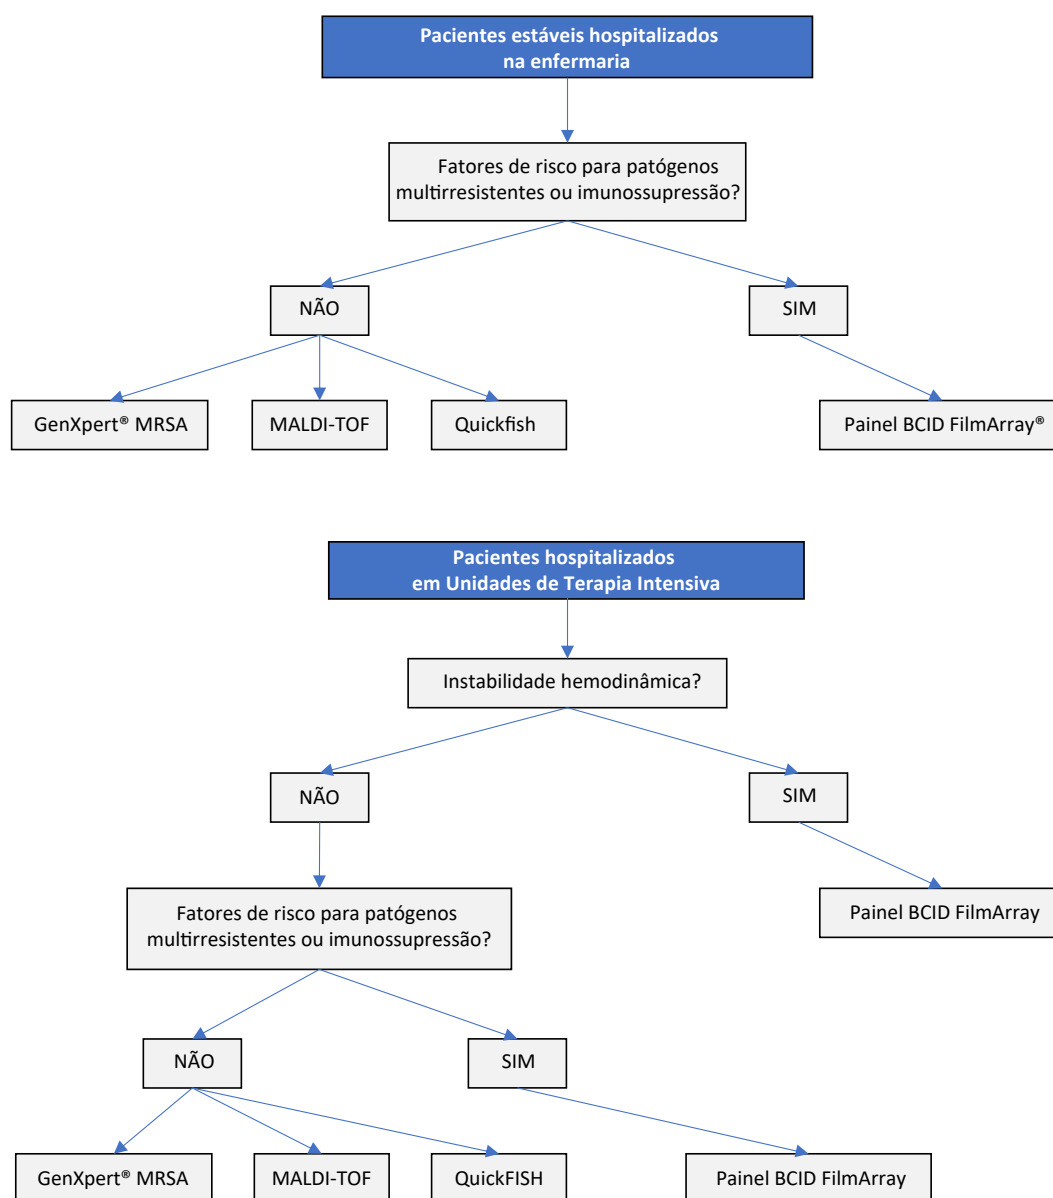 Pacientes estáveis hospitalizados
na enfermaria
Fatores de risco para patógenos
multirresistentes ou imunossupressão?
NÃO
SIM
GenXpert® MRSA
MALDI-TOF
Quickfish
Painel BCID FilmArray®
Pacientes hospitalizados
em Unidades de Terapia Intensiva
Instabilidade hemodinâmica?
NÃO
SIM
Painel BCID FilmArray
Fatores de risco para patógenos
multirresistentes ou imunossupressão?
NÃO
SIM
GenXpert® MRSA
MALDI-TOF
QuickFISH
Painel BCID FilmArray